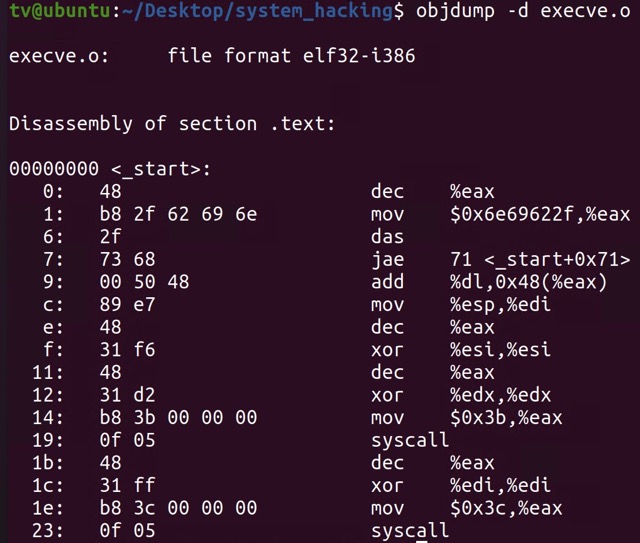 tv@ubuntu:~/Desktop/system_hacking$ objdump -d execve.o
execve.o:     file format elf32-i386
Disassembly of section .text:
00000000 <_start>:
   0:   48                      dec    %eax
   1:   b8 2f 62 69 6e          mov    $0x6e69622f,%eax
   6:   2f                      das
   7:   73 68                   jae    71 <_start+0x71>
   9:   00 50 48                add    %dl,0x48(%eax)
   c:   89 e7                   mov    %esp,%edi
   e:   48                      dec    %eax
   f:   31 f6                   xor    %esi,%esi
  11:   48                      dec    %eax
  12:   31 d2                   xor    %edx,%edx
  14:   b8 3b 00 00 00          mov    $0x3b,%eax
  19:   0f 05                   syscall
  1b:   48                      dec    %eax
  1c:   31 ff                   xor    %edi,%edi
  1e:   b8 3c 00 00 00          mov    $0x3c,%eax
  23:   0f 05                   syscall